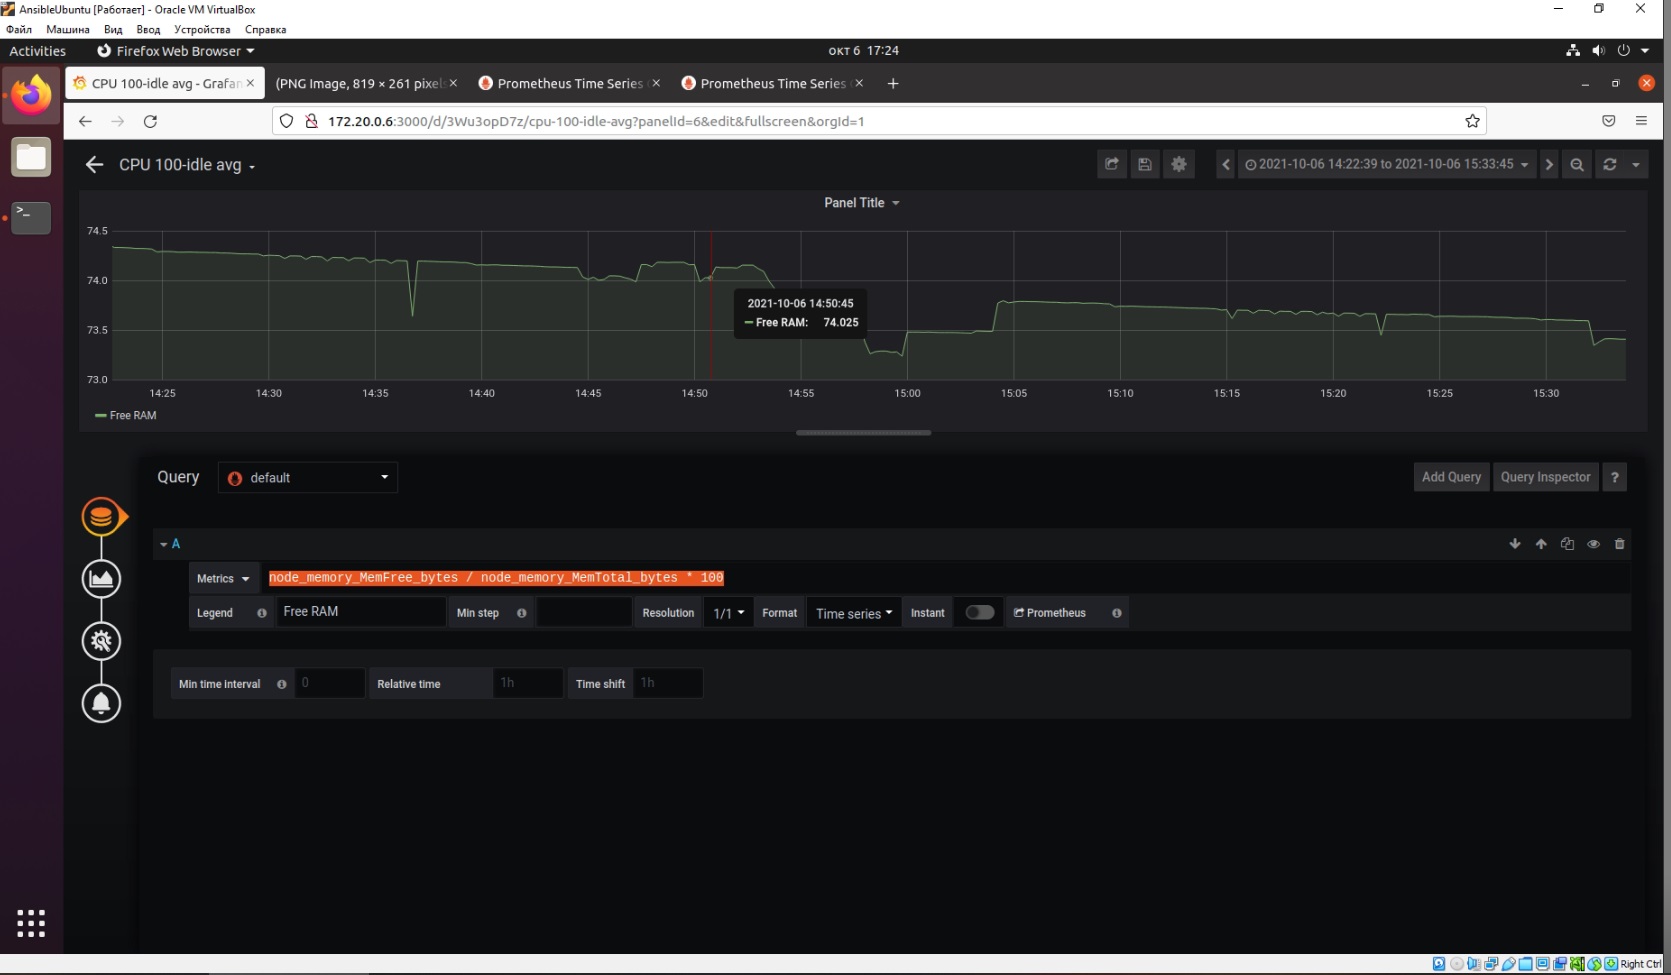 AnsibleUbuntu [Работает] - Oracle VM VirtualBox
Файл Машина Вид Ввод Устройства Справка
Activities Firefox Web Browser окт 6 17:24
CPU 100-idle avg - Grafan (PNG Image, 819 × 261 pixels Prometheus Time Series Prometheus Time Series
172.20.0.6:3000/d/3Wu3opD7z/cpu-100-idle-avg?panelId=6&edit&fullscreen&orgId=1
CPU 100-idle avg 2021-10-06 14:22:39 to 2021-10-06 15:33:45
Panel Title
74.5
74.0
73.5
73.0
2021-10-06 14:50:45
Free RAM: 74.025
14:25 14:30 14:35 14:40 14:45 14:50 14:55 15:00 15:05 15:10 15:15 15:20 15:25 15:30
Free RAM
Query default Add Query Query Inspector ?
A
Metrics node_memory_MemFree_bytes / node_memory_MemTotal_bytes * 100
Legend Free RAM Min step Resolution 1/1 Format Time series Instant Prometheus
Min time interval 0 Relative time 1h Time shift 1h
Right Ctrl